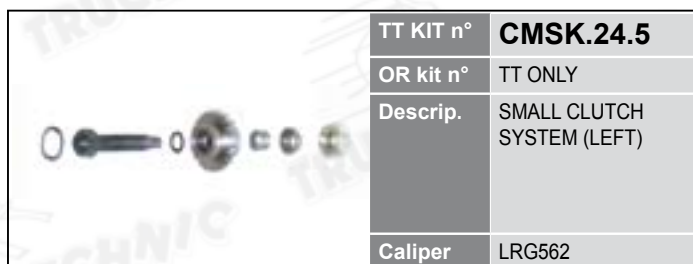 TT KIT n° CMSK.24.5
OR kit n° TT ONLY
Descrip. SMALL CLUTCH
SYSTEM (LEFT)
Caliper LRG562